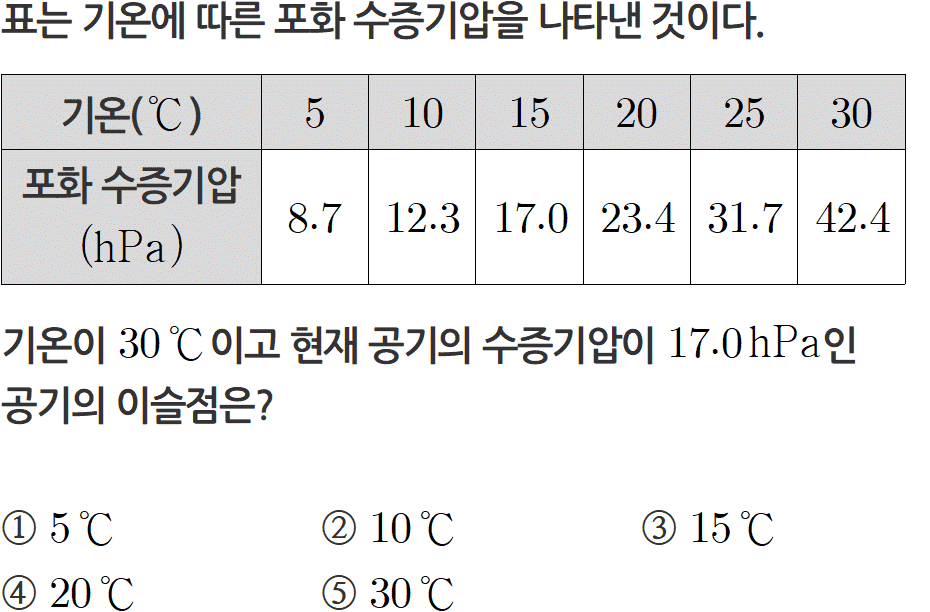 표는 기온에 따른 포화 수증기압을 나타낸 것이다.
기온(℃) 5 10 15 20 25 30
포화 수증기압
(hPa) 8.7 12.3 17.0 23.4 31.7 42.4
기온이 30℃이고 현재 공기의 수증기압이 17.0hPa인
공기의 이슬점은?
① 5℃ ② 10℃ ③ 15℃
④ 20℃ ⑤ 30℃